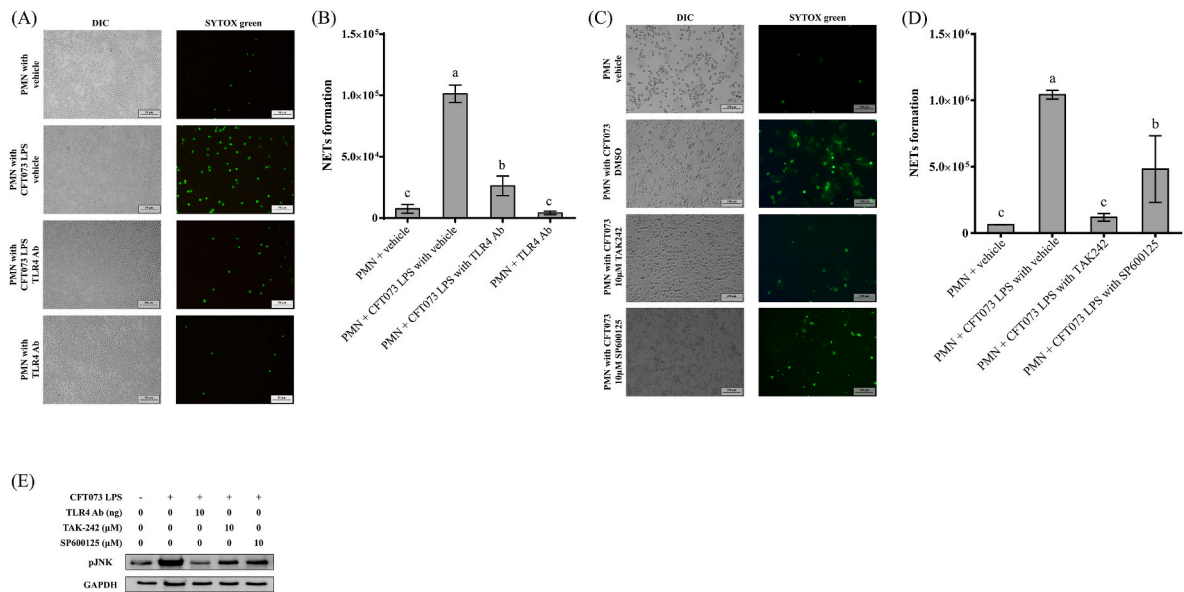 (A)
DIC
SYTOX green
PMN with
vehicle
PMN with
CFT073 LPS
vehicle
PMN with
CFT073 LPS
TLR4 Ab
PMN with
TLR4 Ab
(B)
NETs formation
1.5×10⁵
1.0×10⁵
5.0×10⁴
0
c
a
b
c
PMN + vehicle
PMN + CFT073 LPS with vehicle
PMN + CFT073 LPS with TLR4 Ab
PMN + TLR4 Ab
(C)
DIC
SYTOX green
PMN
vehicle
PMN with CFT073
DMSO
PMN with CFT073
10μM TAK242
PMN with CFT073
10μM SP600125
(D)
NETs formation
1.5×10⁶
1.0×10⁶
5.0×10⁵
0
c
a
c
b
PMN + vehicle
PMN + CFT073 LPS with vehicle
PMN + CFT073 LPS with TAK242
PMN + CFT073 LPS with SP600125
(E)
CFT073 LPS - + + + +
TLR4 Ab (ng) 0 0 10 0 0
TAK-242 (μM) 0 0 0 10 0
SP600125 (μM) 0 0 0 0 10
pJNK
GAPDH